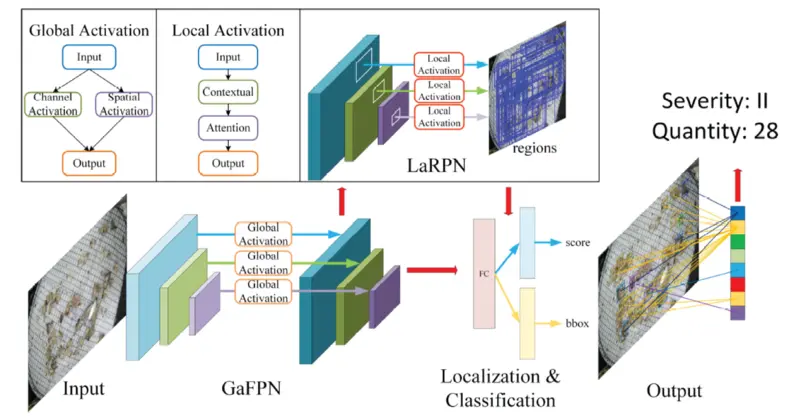 Global Activation
Input
Channel
Activation
Spatial
Activation
Output
Local Activation
Input
Contextual
Attention
Output
Local
Activation
Local
Activation
Local
Activation
LaRPN
regions
Severity: II
Quantity: 28
Global
Activation
Global
Activation
Global
Activation
FC
score
bbox
Input
GaFPN
Localization &
Classification
Output